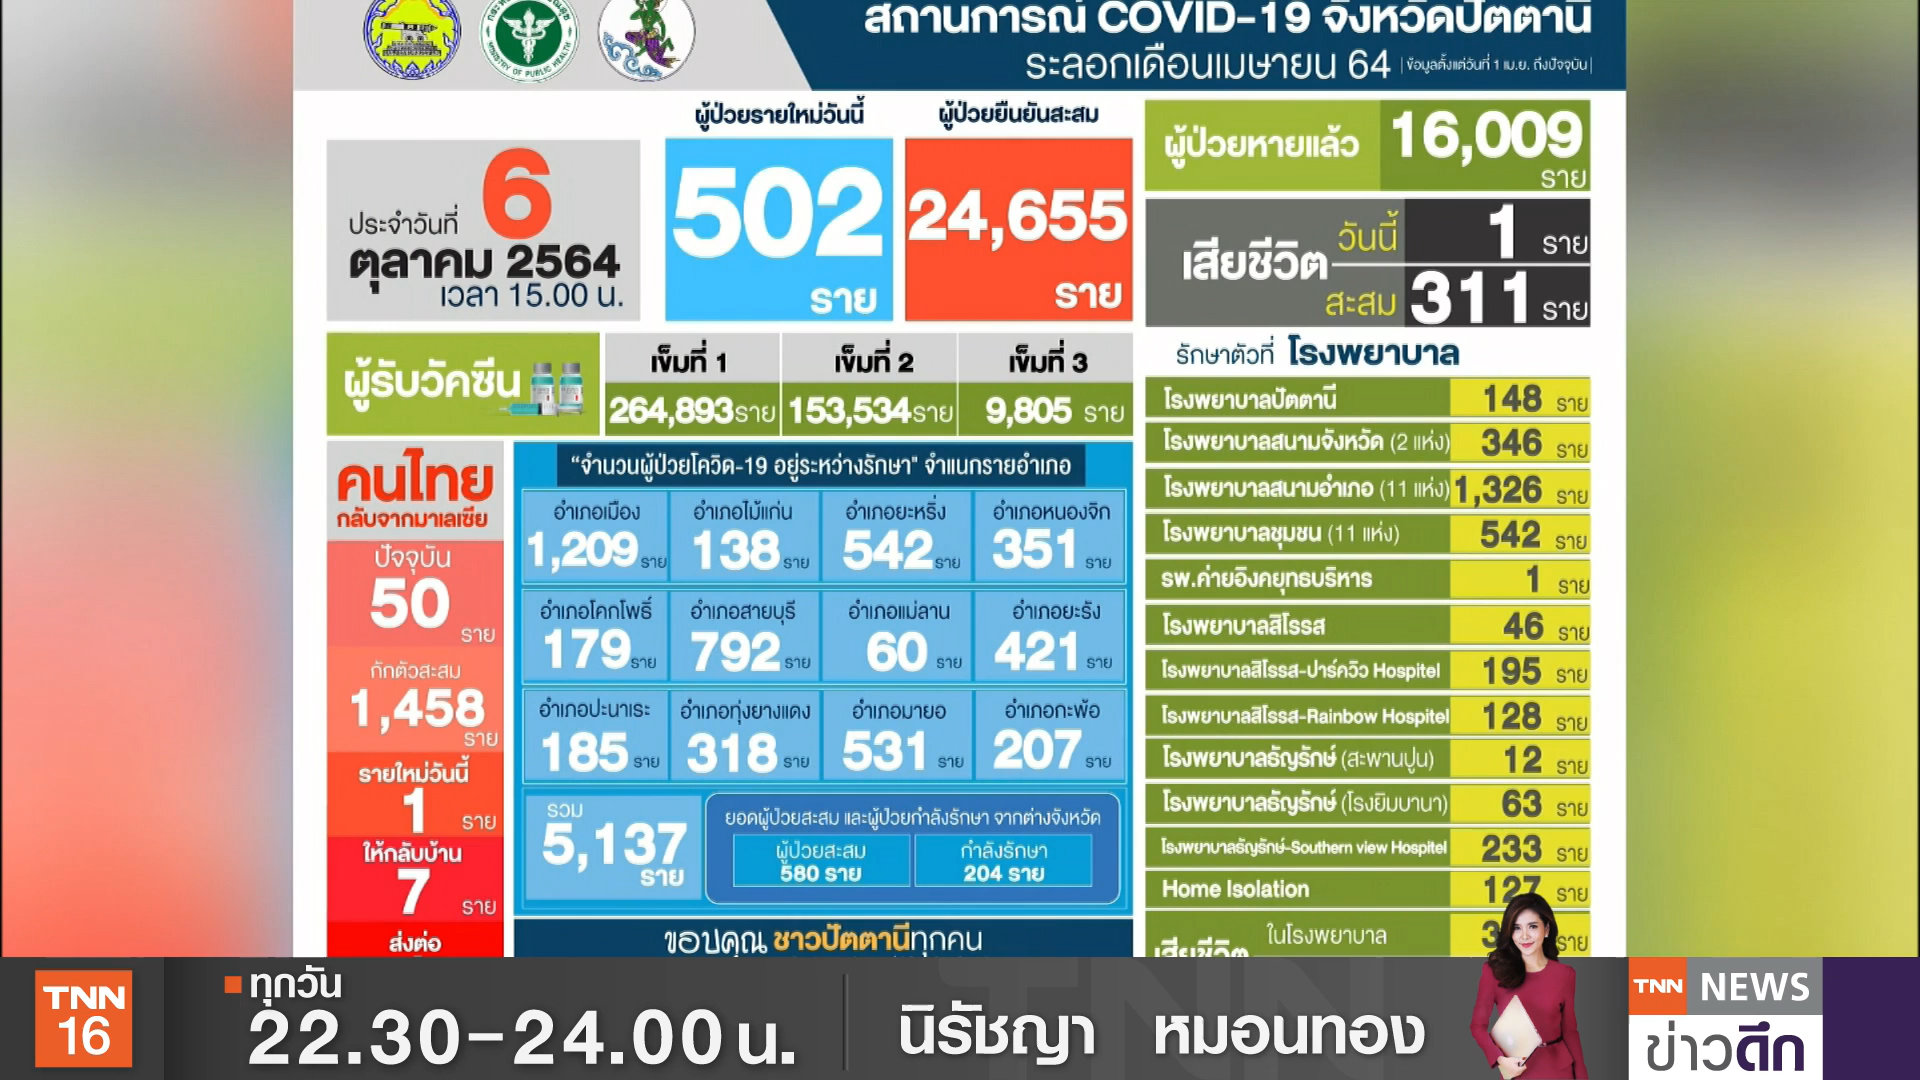 สถานการณ์ COVID-19 จังหวัดปัตตานี
ระลอกเดือนเมษายน 64 |ข้อมูลตั้งแต่วันที่ 1 เม.ย. ถึงปัจจุบัน|
MINISTRY OF PUBLIC HEALTH
ประจำวันที่ 6
ตุลาคม 2564
เวลา 15.00 น.
ผู้ป่วยรายใหม่วันนี้
502
ราย
ผู้ป่วยยืนยันสะสม
24,655
ราย
ผู้ป่วยหายแล้ว 16,009
ราย
เสียชีวิต วันนี้ 1 ราย
สะสม 311 ราย
ผู้รับวัคซีน
เข็มที่ 1 เข็มที่ 2 เข็มที่ 3
264,893ราย 153,534ราย 9,805 ราย
คนไทย
กลับจากมาเลเซีย
ปัจจุบัน
50
ราย
กักตัวสะสม
1,458
ราย
รายใหม่วันนี้
1 ราย
ให้กลับบ้าน
7 ราย
ส่งต่อ
“จำนวนผู้ป่วยโควิด-19 อยู่ระหว่างรักษา" จำแนกรายอำเภอ
อำเภอเมือง อำเภอไม้แก่น อำเภอยะหริ่ง อำเภอหนองจิก
1,209 ราย 138 ราย 542 ราย 351 ราย
อำเภอโคกโพธิ์ อำเภอสายบุรี อำเภอแม่ลาน อำเภอยะรัง
179 ราย 792 ราย 60 ราย 421 ราย
อำเภอปะนาเระ อำเภอทุ่งยางแดง อำเภอมายอ อำเภอกะพ้อ
185 ราย 318 ราย 531 ราย 207 ราย
รวม
5,137
ราย
ยอดผู้ป่วยสะสม และผู้ป่วยกำลังรักษา จากต่างจังหวัด
ผู้ป่วยสะสม กำลังรักษา
580 ราย 204 ราย
ขอบคุณ ชาวปัตตานีทุกคน
รักษาตัวที่ โรงพยาบาล
โรงพยาบาลปัตตานี 148 ราย
โรงพยาบาลสนามจังหวัด (2 แห่ง) 346 ราย
โรงพยาบาลสนามอำเภอ (11 แห่ง) 1,326 ราย
โรงพยาบาลชุมชน (11 แห่ง) 542 ราย
รพ.ค่ายอิงคยุทธบริหาร 1 ราย
โรงพยาบาลสิโรรส 46 ราย
โรงพยาบาลสิโรรส-ปาร์ควิว Hospitel 195 ราย
โรงพยาบาลสิโรรส-Rainbow Hospitel 128 ราย
โรงพยาบาลธัญรักษ์ (สะพานปูน) 12 ราย
โรงพยาบาลธัญรักษ์ (โรงยิมบานา) 63 ราย
โรงพยาบาลธัญรักษ์-Southern view Hospitel 233 ราย
Home Isolation 127 ราย
เสียชีวิต ในโรงพยาบาล ราย
TNN
16
ทุกวัน
22.30-24.00 น.
นิรัชญา หมอนทอง
TNN NEWS
ข่าวดึก